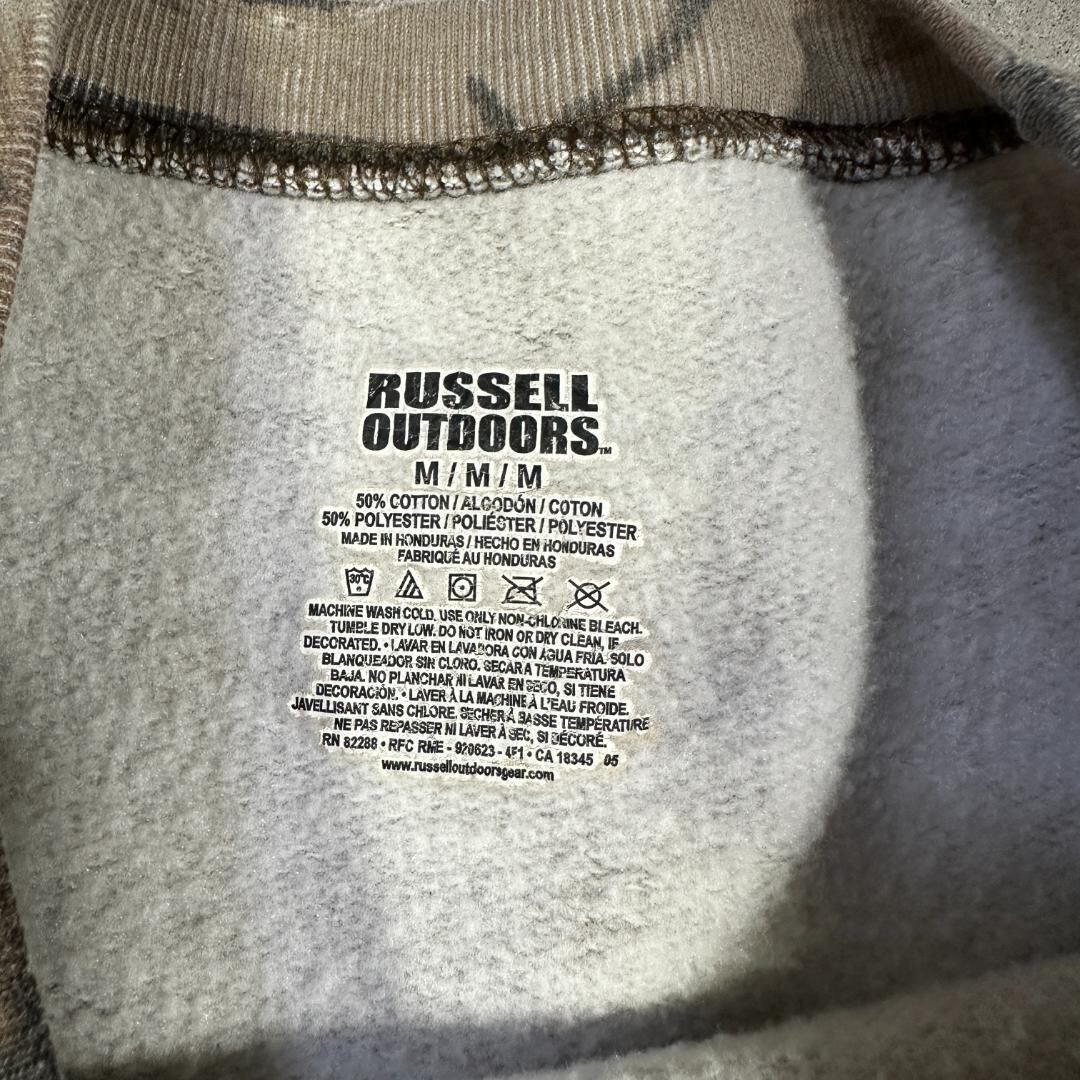 RUSSELL
OUTDOORS™
M / M / M
50% COTTON / ALGODÓN / COTON
50% POLYESTER / POLIÉSTER / POLYESTER
MADE IN HONDURAS / HECHO EN HONDURAS
FABRIQUÉ AU HONDURAS
30°C
MACHINE WASH COLD. USE ONLY NON-CHLORINE BLEACH.
TUMBLE DRY LOW. DO NOT IRON OR DRY CLEAN, IF
DECORATED. • LAVAR EN LAVADORA CON AGUA FRÍA. SOLO
BLANQUEADOR SIN CLORO. SECAR A TEMPERATURA
BAJA. NO PLANCHAR NI LAVAR EN SECO, SI TIENE
DECORACIÓN. • LAVER À LA MACHINE À L'EAU FROIDE.
JAVELLISANT SANS CHLORE. SECHER À BASSE TEMPÉRATURE
NE PAS REPASSER NI LAVER À SEC, SI DÉCORÉ.
RN 82288 • RFC RME - 920623 - 4F1 • CA 18345 05
www.russelloutdoorsgear.com